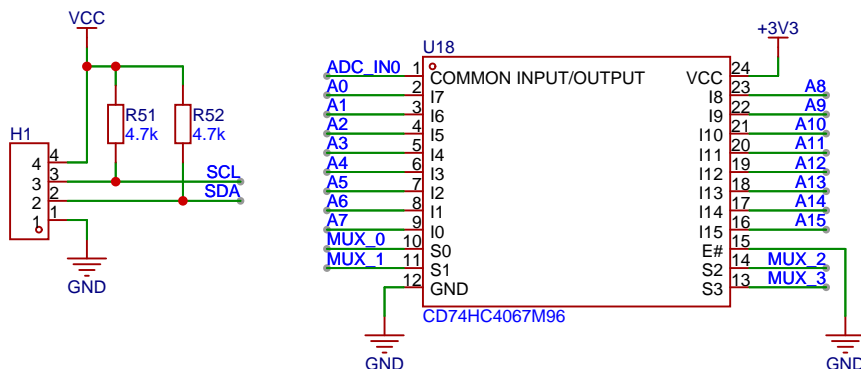 VCC
R51
4.7k
R52
4.7k
H1
4 4
3 3 SCL
2 2 SDA
1 1
GND
+3V3
U18
ADC_IN0 1 COMMON INPUT/OUTPUT VCC 24
A0 2 I7 I8 23 A8
A1 3 I6 I9 22 A9
A2 4 I5 I10 21 A10
A3 5 I4 I11 20 A11
A4 6 I3 I12 19 A12
A5 7 I2 I13 18 A13
A6 8 I1 I14 17 A14
A7 9 I0 I15 16 A15
MUX_0 10 S0 E# 15
MUX_1 11 S1 S2 14 MUX_2
12 GND S3 13 MUX_3
CD74HC4067M96
GND
GND